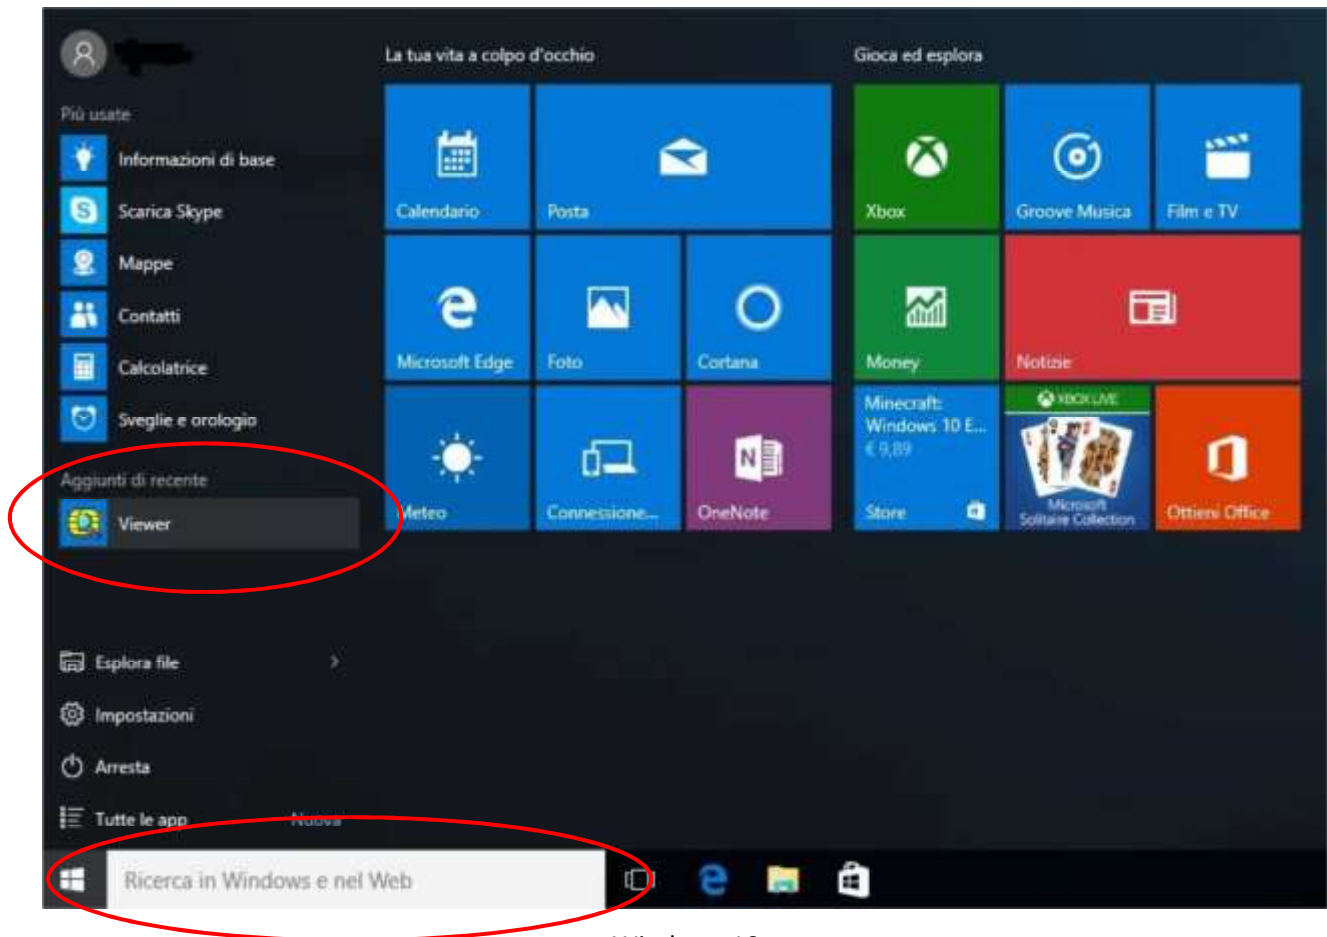 La tua vita a colpo d'occhio
Gioca ed esplora
Più usate
Informazioni di base
Scarica Skype
Mappe
Contatti
Calcolatrice
Sveglie e orologio
Aggiunti di recente
Viewer
Esplora file
Impostazioni
Arresta
Tutte le app
Nuova
Calendario
Posta
Microsoft Edge
Foto
Cortana
Meteo
Connessione...
OneNote
Xbox
Groove Musica
Film e TV
Money
Notizie
Minecraft:
Windows 10 E...
€ 9,89
Store
XBOX LIVE
Microsoft
Solitaire Collection
Ottieni Office
Ricerca in Windows e nel Web